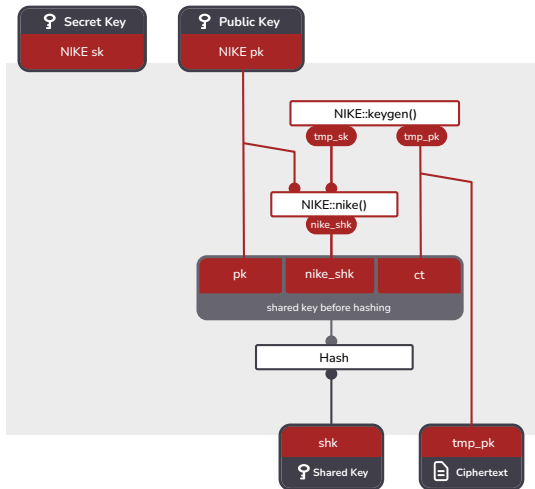 Secret Key
Public Key
NIKE sk
NIKE pk
NIKE::keygen()
tmp_sk
tmp_pk
NIKE::nike()
nike_shk
pk
nike_shk
ct
shared key before hashing
Hash
shk
tmp_pk
Shared Key
Ciphertext